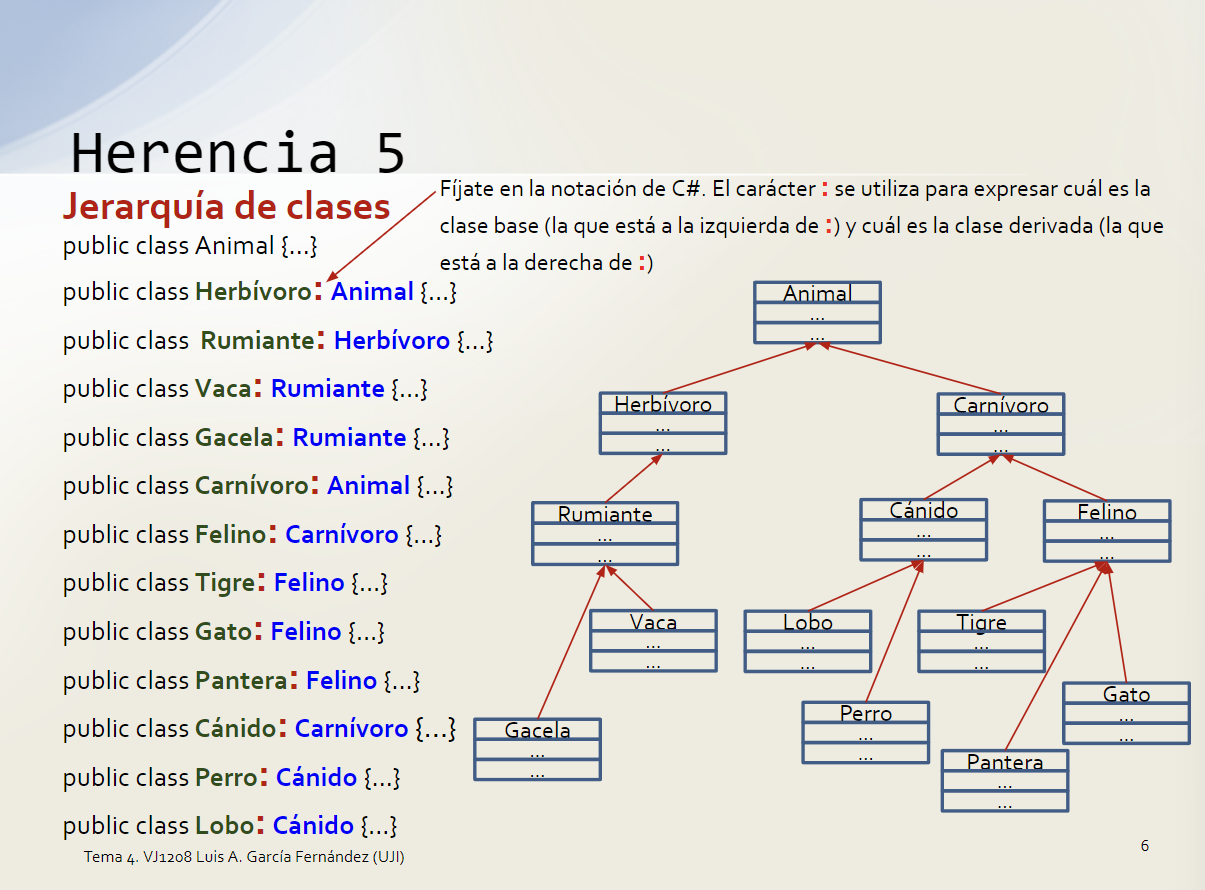 Herencia 5
Jerarquía de clases
Fíjate en la notación de C#. El carácter : se utiliza para expresar cuál es la
clase base (la que está a la izquierda de :) y cuál es la clase derivada (la que
está a la derecha de :)
public class Animal {...}
public class Herbívoro: Animal {...}
public class Rumiante: Herbívoro {...}
public class Vaca: Rumiante {...}
public class Gacela: Rumiante {...}
public class Carnívoro: Animal {...}
public class Felino: Carnívoro {...}
public class Tigre: Felino {...}
public class Gato: Felino {...}
public class Pantera: Felino {...}
public class Cánido: Carnívoro {...}
public class Perro: Cánido {...}
public class Lobo: Cánido {...}
Animal
...
...
Herbívoro
...
...
Carnívoro
...
...
Rumiante
...
...
Cánido
...
...
Felino
...
...
Vaca
...
...
Lobo
...
...
Tigre
...
...
Gato
...
...
Perro
...
...
Gacela
...
...
Pantera
...
...
Tema 4. VJ1208 Luis A. García Fernández (UJI)
6